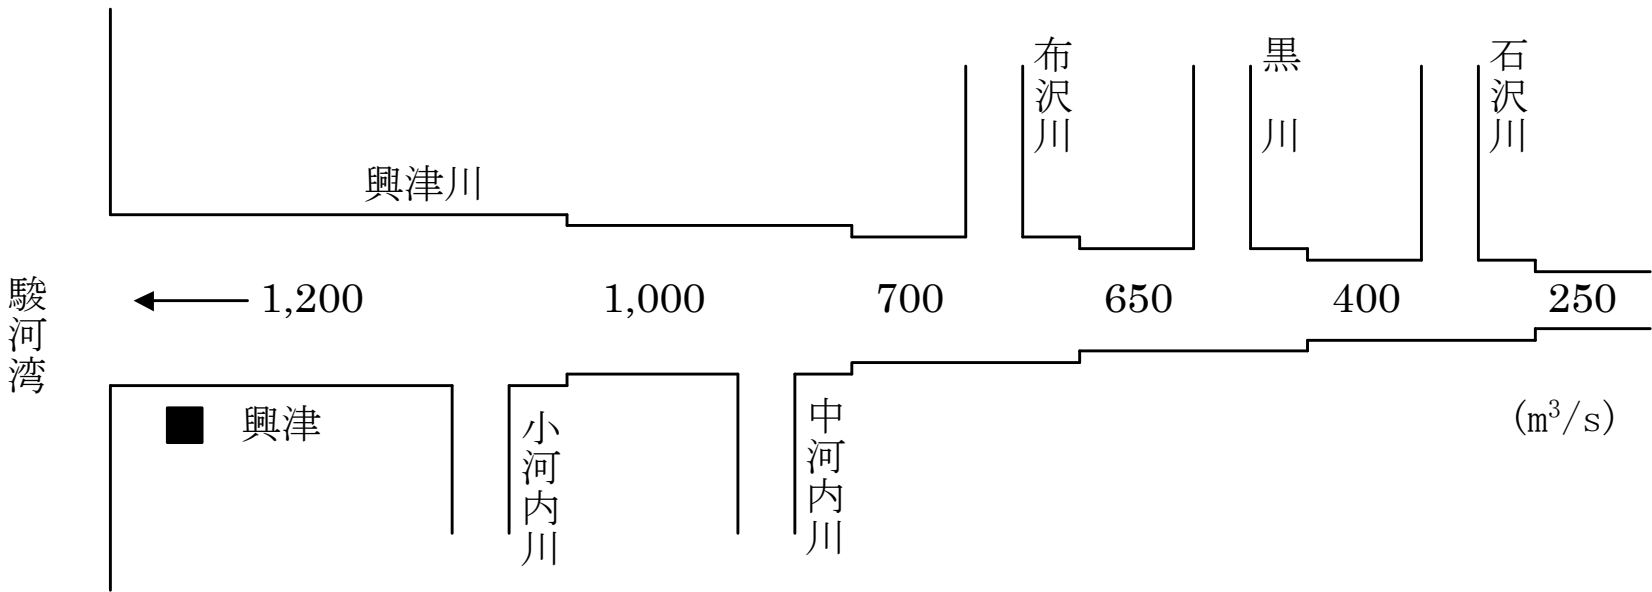 布沢川
黒川
石沢川
興津川
駿河湾
1,200
1,000
700
650
400
250
興津
小河内川
中河内川
(m³/s)